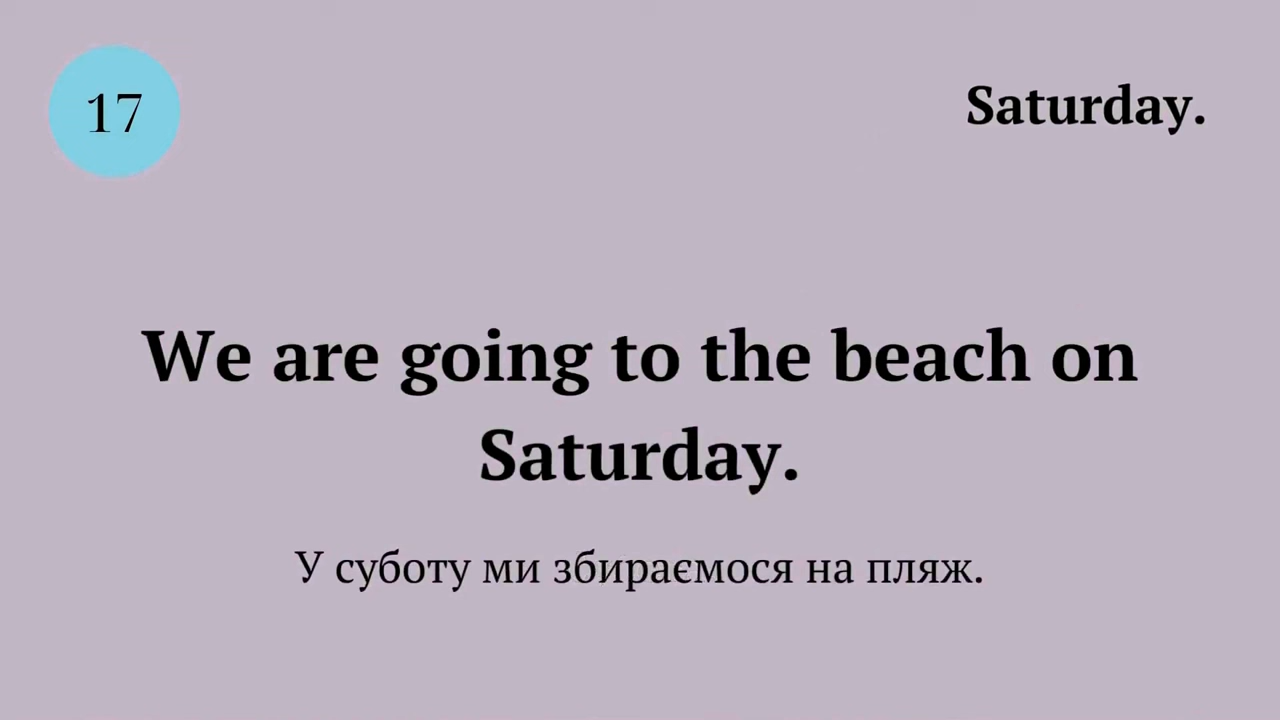 17
Saturday.
We are going to the beach on
Saturday.
У суботу ми збираємося на пляж.